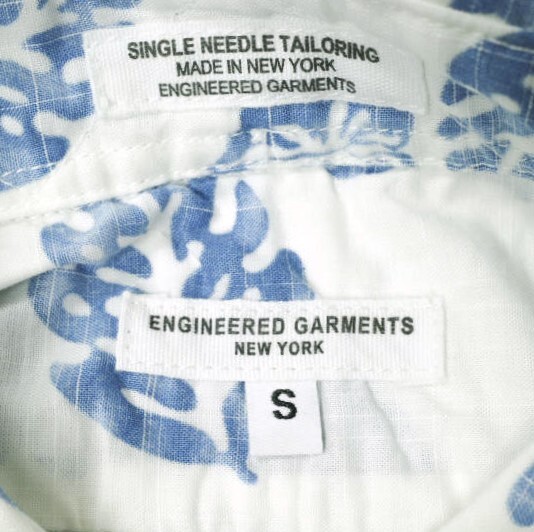 SINGLE NEEDLE TAILORING
MADE IN NEW YORK
ENGINEERED GARMENTS
ENGINEERED GARMENTS
NEW YORK
S